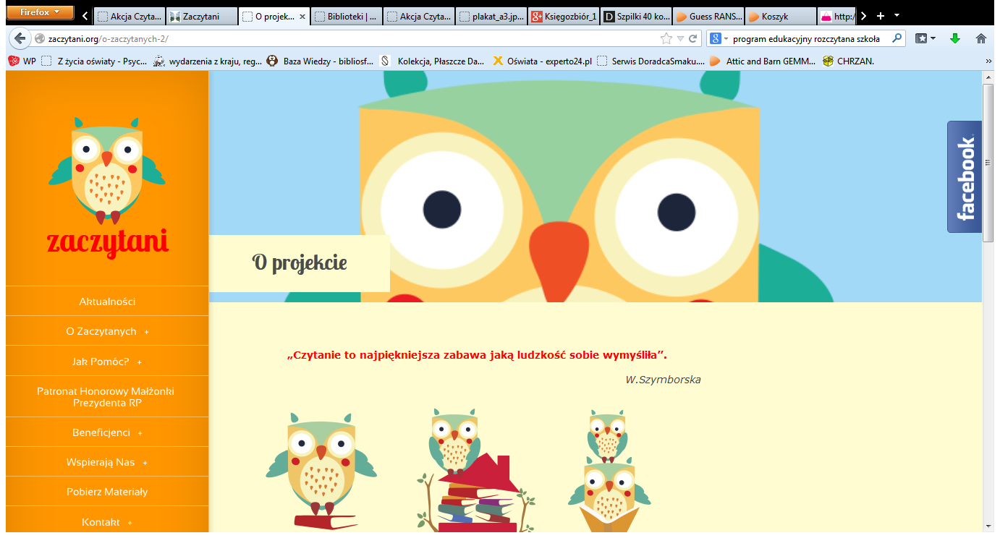 Firefox
Akcja Czyta...
Zaczytani
O projek...
Biblioteki | ...
Akcja Czyta...
plakat_a3.jp...
Księgozbiór_1
Szpilki 40 ko...
Guess RANS...
Koszyk
http:/
zaczytani.org/o-zaczytanych-2/
program edukacyjny rozczytana szkoła
WP
Z życia oświaty - Psyc...
wydarzenia z kraju, reg...
Baza Wiedzy - bibliosf...
Kolekcja, Płaszcze Da...
Oświata - experto24.pl
Serwis DoradcaSmaku....
Attic and Barn GEMM...
CHRZAN.
zaczytani
Aktualności
O Zaczytanych +
Jak Pomóc? +
Patronat Honorowy Małżonki
Prezydenta RP
Beneficjenci +
Wspierają Nas +
Pobierz Materiały
Kontakt +
facebook
O projekcie
„Czytanie to najpiękniejsza zabawa jaką ludzkość sobie wymyśliła”.
W.Szymborska